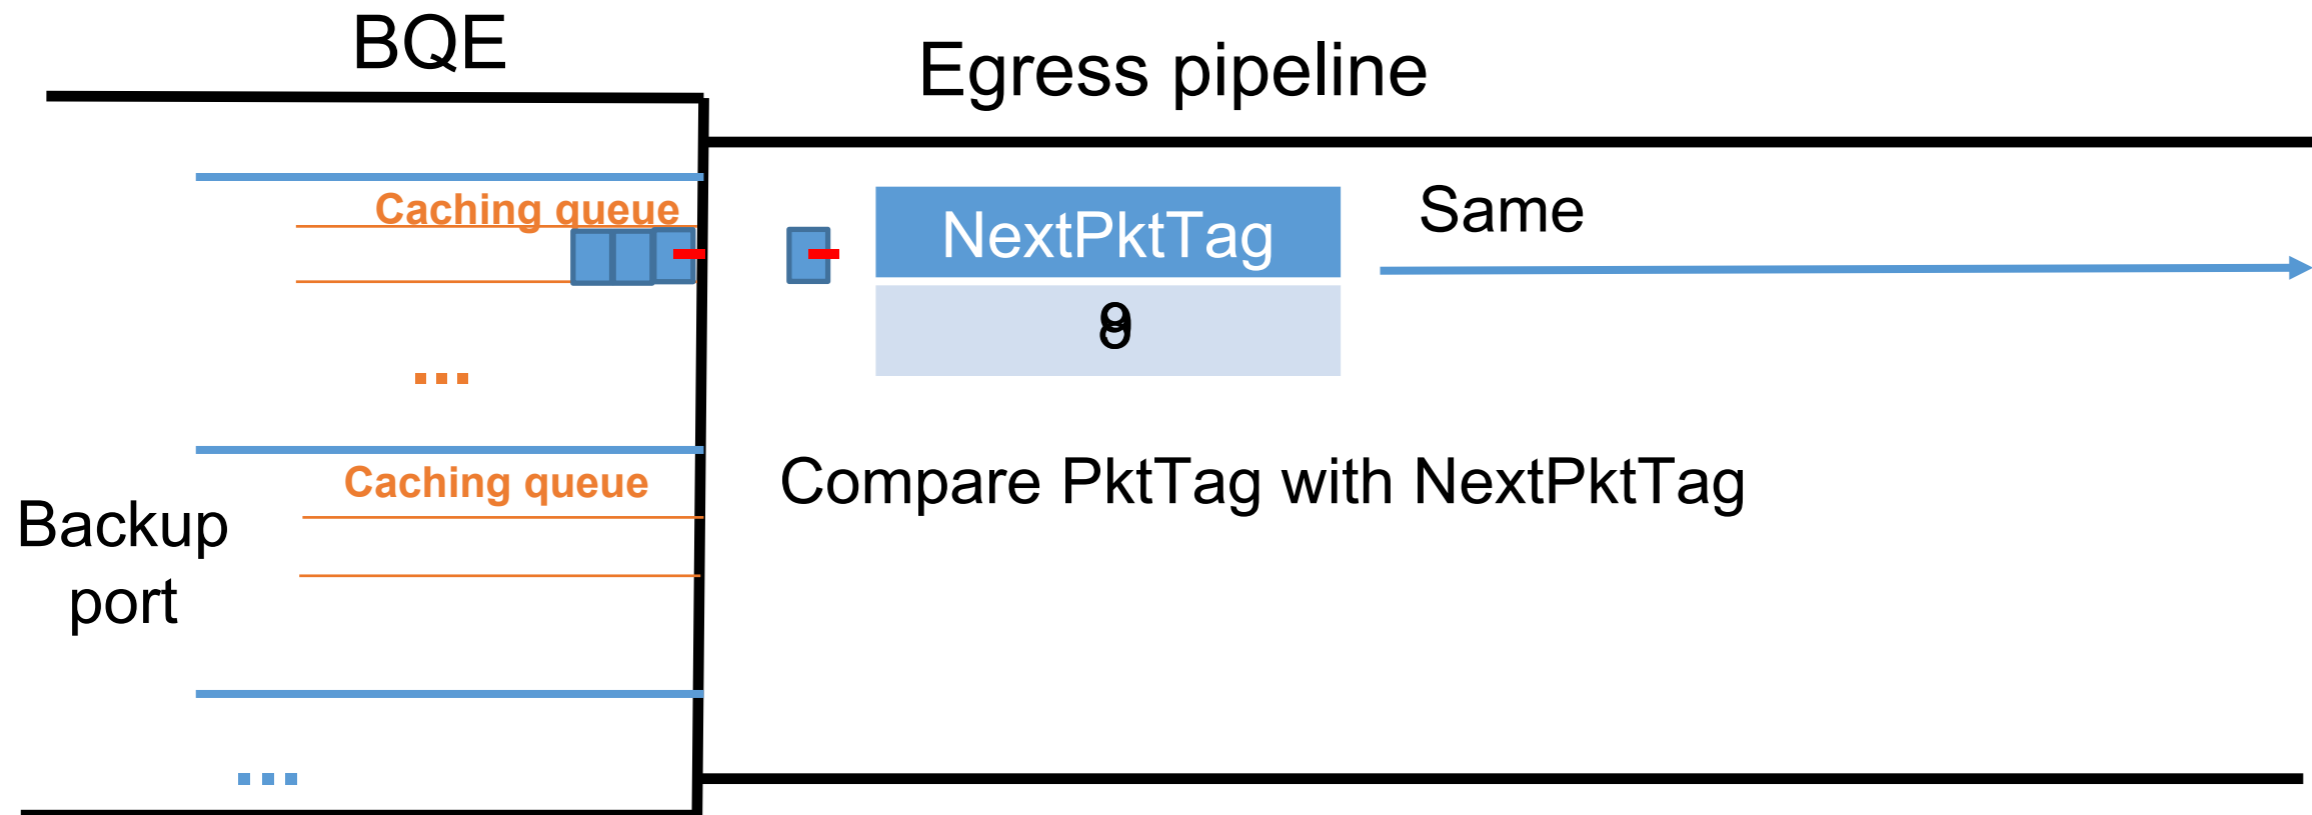 BQE
Egress pipeline
Caching queue
NextPktTag
Same
...
Caching queue
Compare PktTag with NextPktTag
Backup
port
...